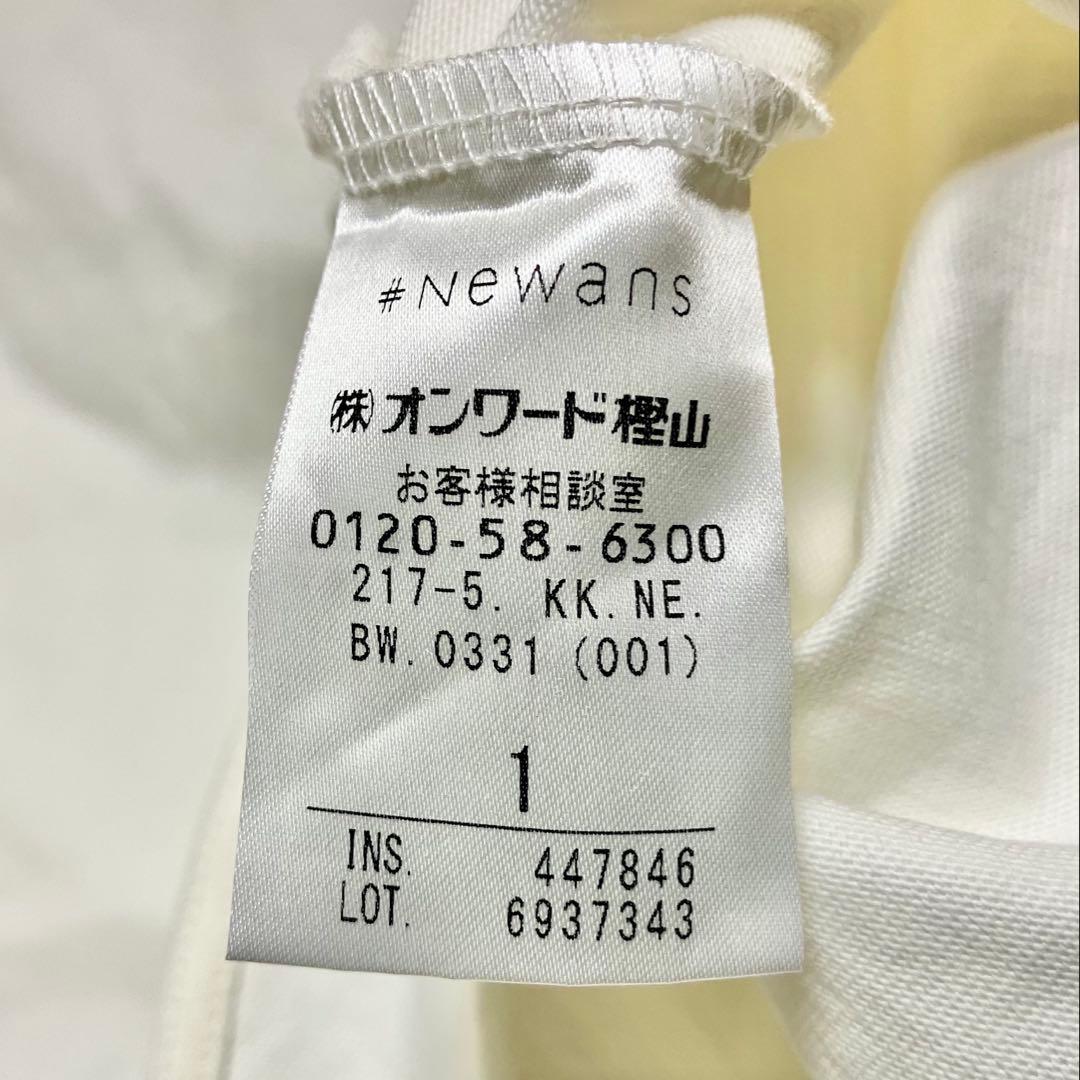 #Newans
㈱オンワード樫山
お客様相談室
0120-58-6300
217-5. KK.NE.
BW.0331 (001)
1
INS. 447846
LOT. 6937343